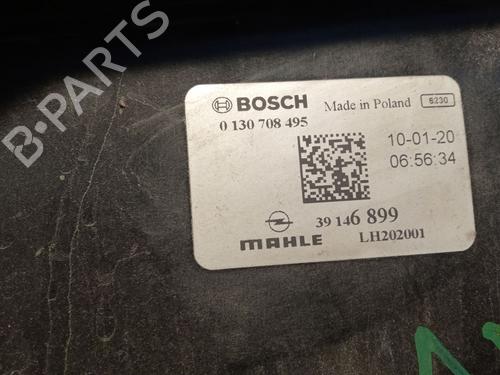 B-PARTS
BOSCH Made in Poland 6230
0 130 708 495
10-01-20
06:56:34
39 146 899
MAHLE LH202001